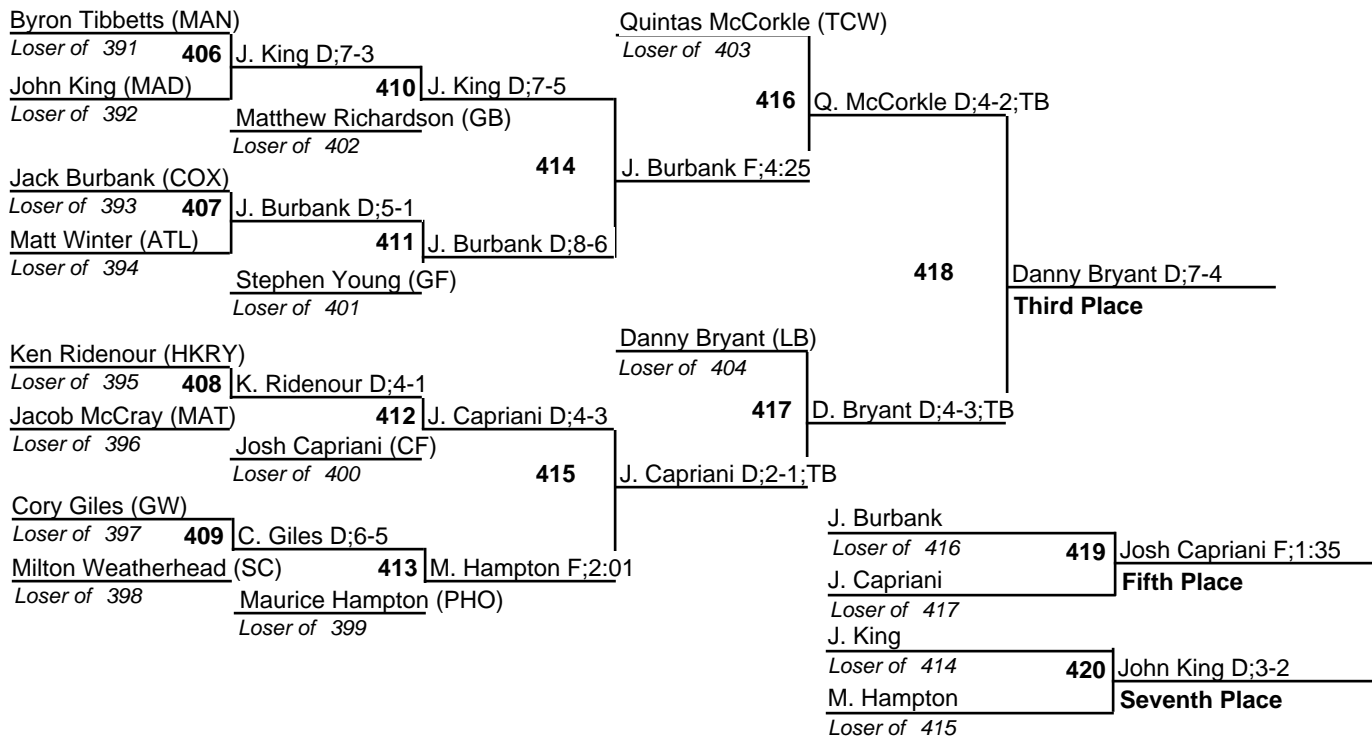 Byron Tibbetts (MAN)
Loser of 391
406
J. King D;7-3
John King (MAD)
Loser of 392
410
J. King D;7-5
Matthew Richardson (GB)
Loser of 402
Jack Burbank (COX)
Loser of 393
407
J. Burbank D;5-1
Matt Winter (ATL)
Loser of 394
411
J. Burbank D;8-6
Stephen Young (GF)
Loser of 401
414
J. Burbank F;4:25
Quintas McCorkle (TCW)
Loser of 403
416
Q. McCorkle D;4-2;TB
Ken Ridenour (HKRY)
Loser of 395
408
K. Ridenour D;4-1
Jacob McCray (MAT)
Loser of 396
412
J. Capriani D;4-3
Josh Capriani (CF)
Loser of 400
Cory Giles (GW)
Loser of 397
409
C. Giles D;6-5
Milton Weatherhead (SC)
Loser of 398
413
M. Hampton F;2:01
Maurice Hampton (PHO)
Loser of 399
415
J. Capriani D;2-1;TB
Danny Bryant (LB)
Loser of 404
417
D. Bryant D;4-3;TB
418
Danny Bryant D;7-4
Third Place
J. Burbank
Loser of 416
419
Josh Capriani F;1:35
J. Capriani
Fifth Place
Loser of 417
J. King
Loser of 414
420
John King D;3-2
M. Hampton
Seventh Place
Loser of 415